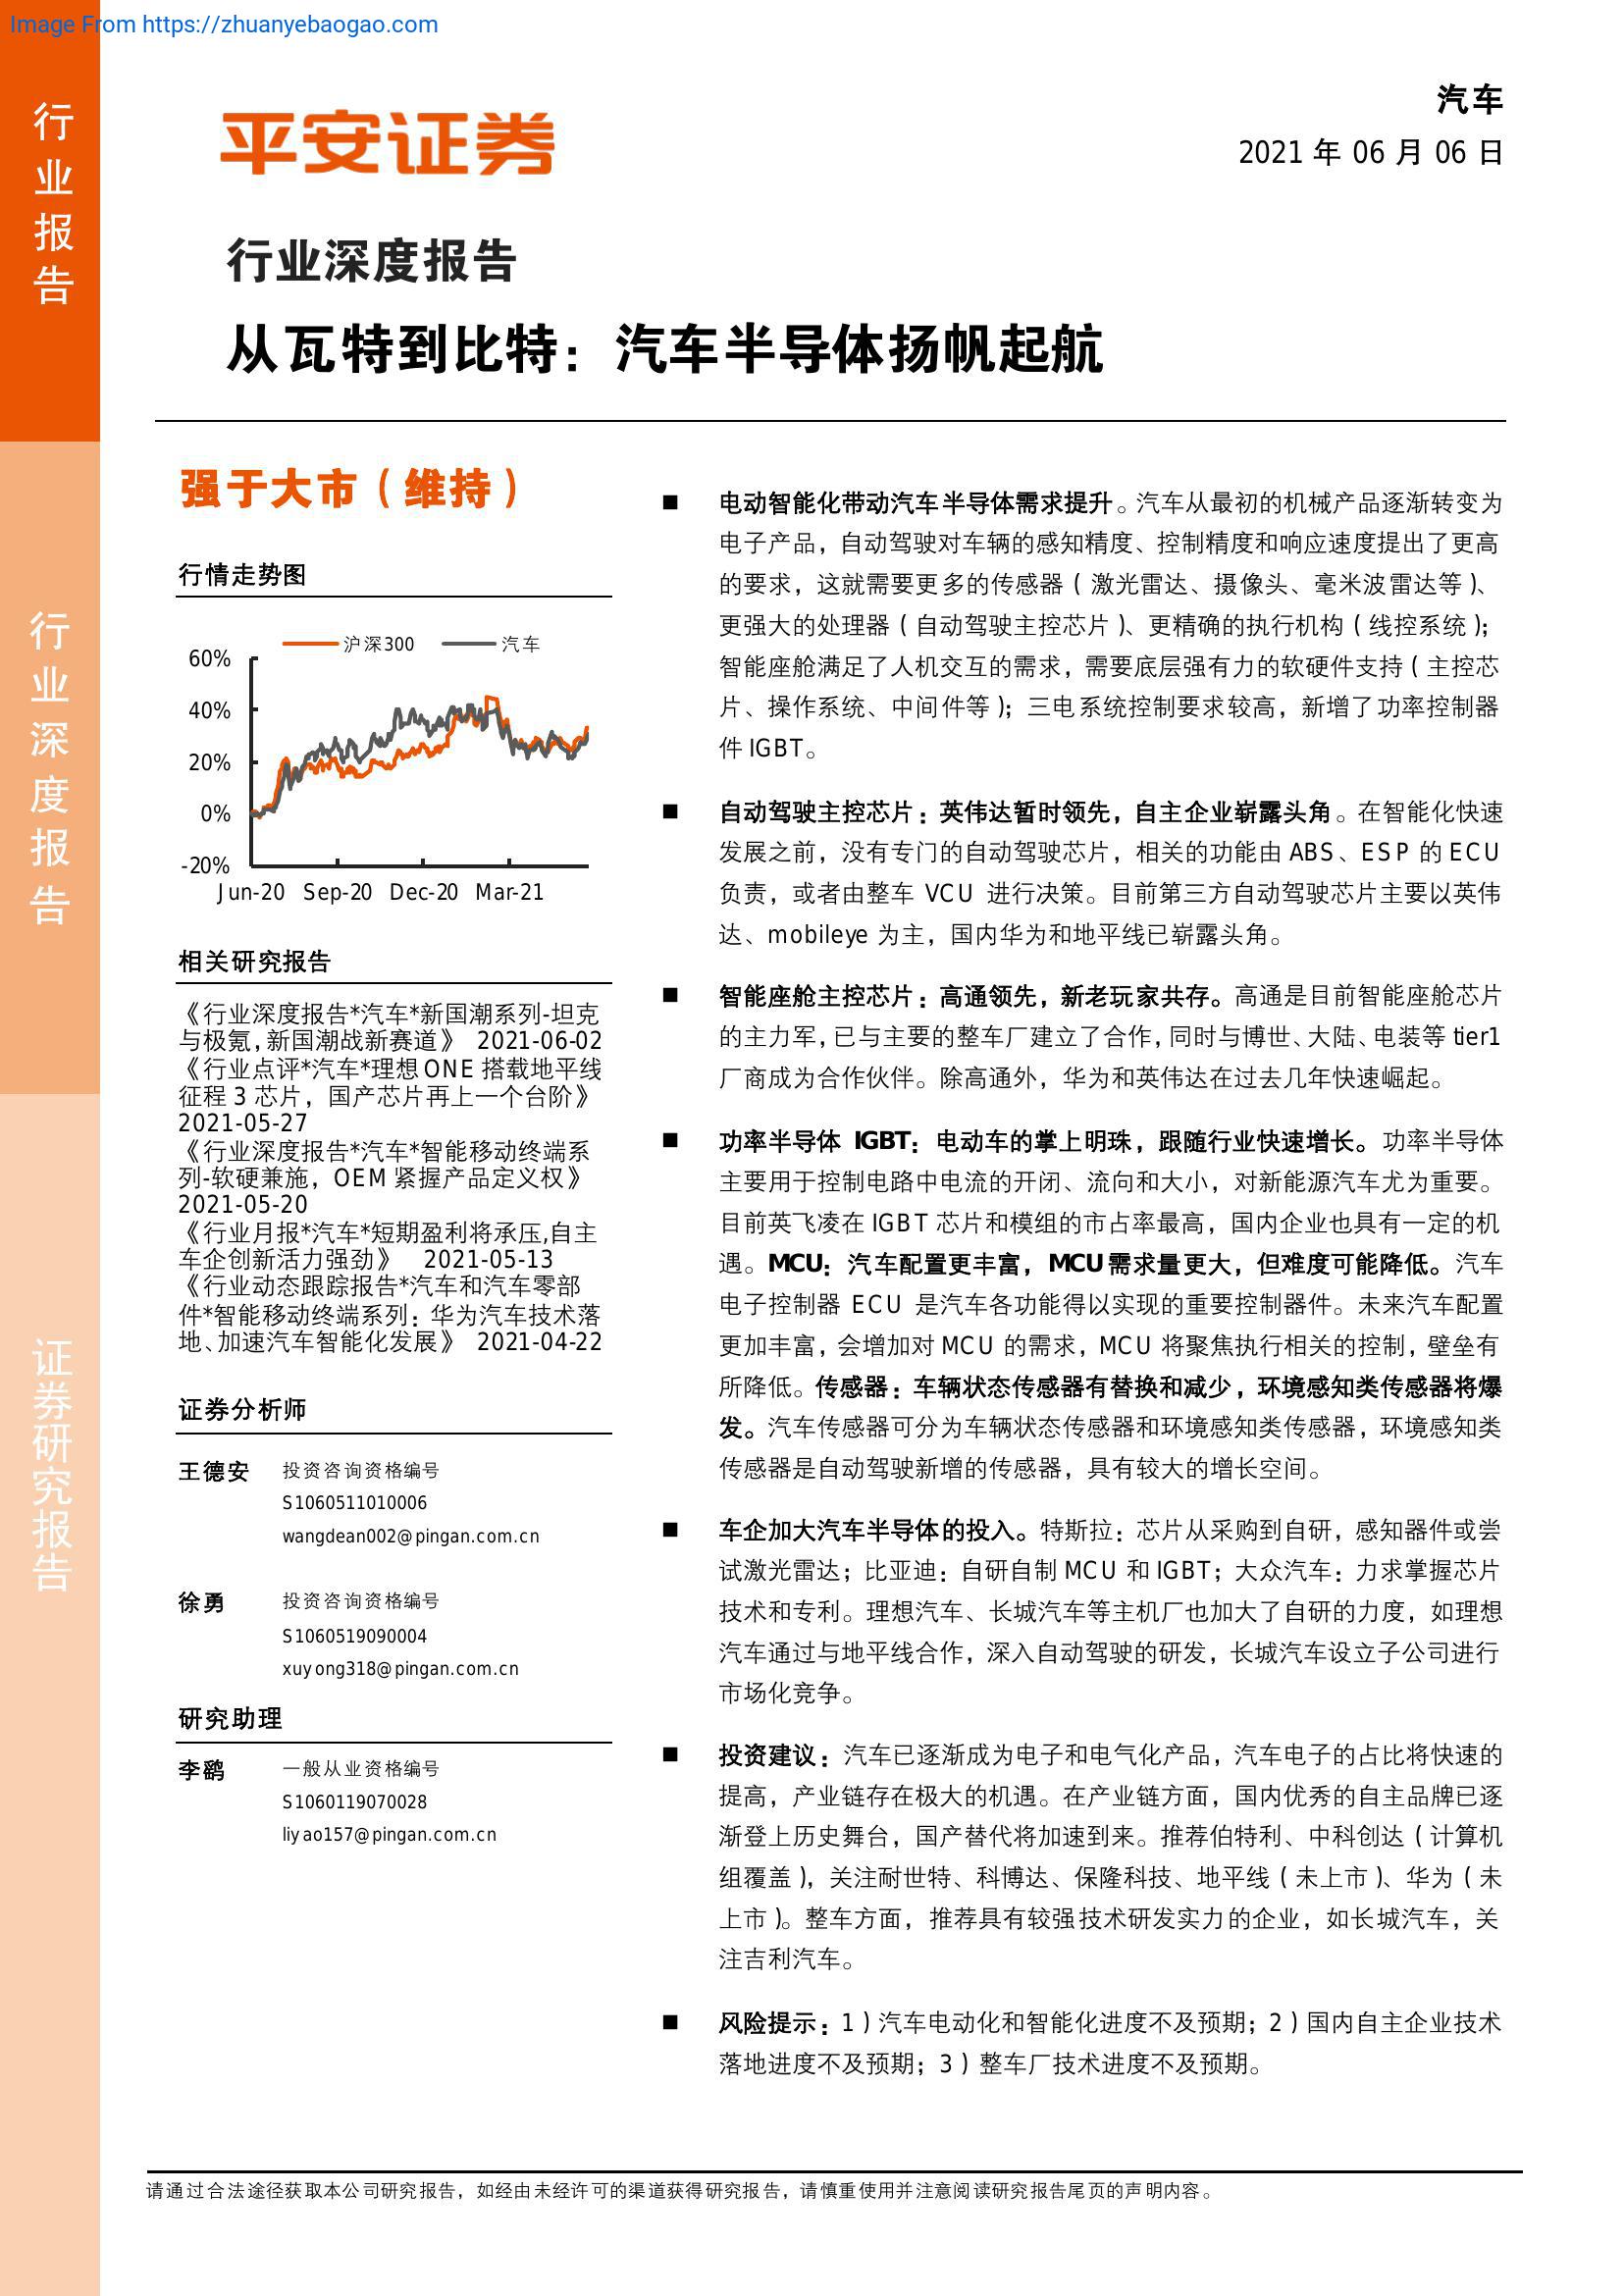 Image From https://zhuanyebaogao.com
行业报告
行业深度报告
证券研究报告
平安证券
汽车
2021 年 06 月 06 日
行业深度报告
从瓦特到比特：汽车半导体扬帆起航
强于大市（维持）
行情走势图
沪深300 汽车
60%
40%
20%
0%
-20%
Jun-20 Sep-20 Dec-20 Mar-21
相关研究报告
《行业深度报告*汽车*新国潮系列-坦克
与极氪,新国潮战新赛道》 2021-06-02
《行业点评*汽车*理想 ONE 搭载地平线
征程 3 芯片，国产芯片再上一个台阶》
2021-05-27
《行业深度报告*汽车*智能移动终端系
列-软硬兼施，OEM 紧握产品定义权》
2021-05-20
《行业月报*汽车*短期盈利将承压,自主
车企创新活力强劲》 2021-05-13
《行业动态跟踪报告*汽车和汽车零部
件*智能移动终端系列：华为汽车技术落
地、加速汽车智能化发展》 2021-04-22
证券分析师
王德安 投资咨询资格编号
S1060511010006
wangdean002@pingan.com.cn
徐勇 投资咨询资格编号
S1060519090004
xuyong318@pingan.com.cn
研究助理
李鹞 一般从业资格编号
S1060119070028
liyao157@pingan.com.cn
■ 电动智能化带动汽车半导体需求提升。汽车从最初的机械产品逐渐转变为
电子产品，自动驾驶对车辆的感知精度、控制精度和响应速度提出了更高
的要求，这就需要更多的传感器（激光雷达、摄像头、毫米波雷达等）、
更强大的处理器（自动驾驶主控芯片）、更精确的执行机构（线控系统）；
智能座舱满足了人机交互的需求，需要底层强有力的软硬件支持（主控芯
片、操作系统、中间件等）；三电系统控制要求较高，新增了功率控制器
件 IGBT。
■ 自动驾驶主控芯片：英伟达暂时领先，自主企业崭露头角。在智能化快速
发展之前，没有专门的自动驾驶芯片，相关的功能由 ABS、ESP 的 ECU
负责，或者由整车 VCU 进行决策。目前第三方自动驾驶芯片主要以英伟
达、mobileye 为主，国内华为和地平线已崭露头角。
■ 智能座舱主控芯片：高通领先，新老玩家共存。高通是目前智能座舱芯片
的主力军，已与主要的整车厂建立了合作，同时与博世、大陆、电装等 tier1
厂商成为合作伙伴。除高通外，华为和英伟达在过去几年快速崛起。
■ 功率半导体 IGBT：电动车的掌上明珠，跟随行业快速增长。功率半导体
主要用于控制电路中电流的开闭、流向和大小，对新能源汽车尤为重要。
目前英飞凌在 IGBT 芯片和模组的市占率最高，国内企业也具有一定的机
遇。MCU：汽车配置更丰富，MCU 需求量更大，但难度可能降低。汽车
电子控制器 ECU 是汽车各功能得以实现的重要控制器件。未来汽车配置
更加丰富，会增加对 MCU 的需求，MCU 将聚焦执行相关的控制，壁垒有
所降低。传感器：车辆状态传感器有替换和减少，环境感知类传感器将爆
发。汽车传感器可分为车辆状态传感器和环境感知类传感器，环境感知类
传感器是自动驾驶新增的传感器，具有较大的增长空间。
■ 车企加大汽车半导体的投入。特斯拉：芯片从采购到自研，感知器件或尝
试激光雷达；比亚迪：自研自制 MCU 和 IGBT；大众汽车：力求掌握芯片
技术和专利。理想汽车、长城汽车等主机厂也加大了自研的力度，如理想
汽车通过与地平线合作，深入自动驾驶的研发，长城汽车设立子公司进行
市场化竞争。
■ 投资建议：汽车已逐渐成为电子和电气化产品，汽车电子的占比将快速的
提高，产业链存在极大的机遇。在产业链方面，国内优秀的自主品牌已逐
渐登上历史舞台，国产替代将加速到来。推荐伯特利、中科创达（计算机
组覆盖），关注耐世特、科博达、保隆科技、地平线（未上市）、华为（未
上市）。整车方面，推荐具有较强技术研发实力的企业，如长城汽车，关
注吉利汽车。
■ 风险提示：1）汽车电动化和智能化进度不及预期；2）国内自主企业技术
落地进度不及预期；3）整车厂技术进度不及预期。
请通过合法途径获取本公司研究报告，如经由未经许可的渠道获得研究报告，请慎重使用并注意阅读研究报告尾页的声明内容。